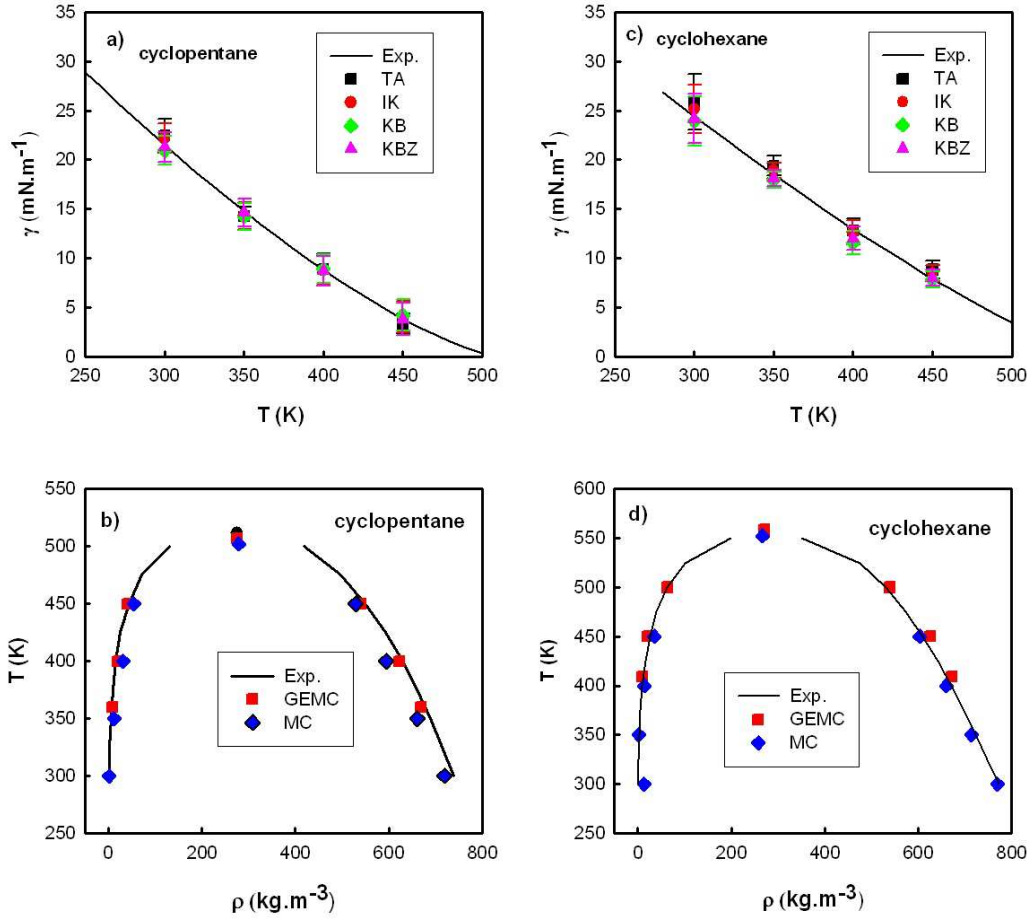 a)
cyclopentane
Exp.
TA
IK
KB
KBZ
35
30
25
20
15
10
5
0
γ (mN.m-1)
250 300 350 400 450 500
T (K)
c)
cyclohexane
Exp.
TA
IK
KB
KBZ
35
30
25
20
15
10
5
0
γ (mN.m-1)
250 300 350 400 450 500
T (K)
b)
cyclopentane
Exp.
GEMC
MC
550
500
450
400
350
300
250
T (K)
0 200 400 600 800
ρ (kg.m-3)
d)
cyclohexane
Exp.
GEMC
MC
600
550
500
450
400
350
300
250
T (K)
0 200 400 600 800
ρ (kg.m-3)